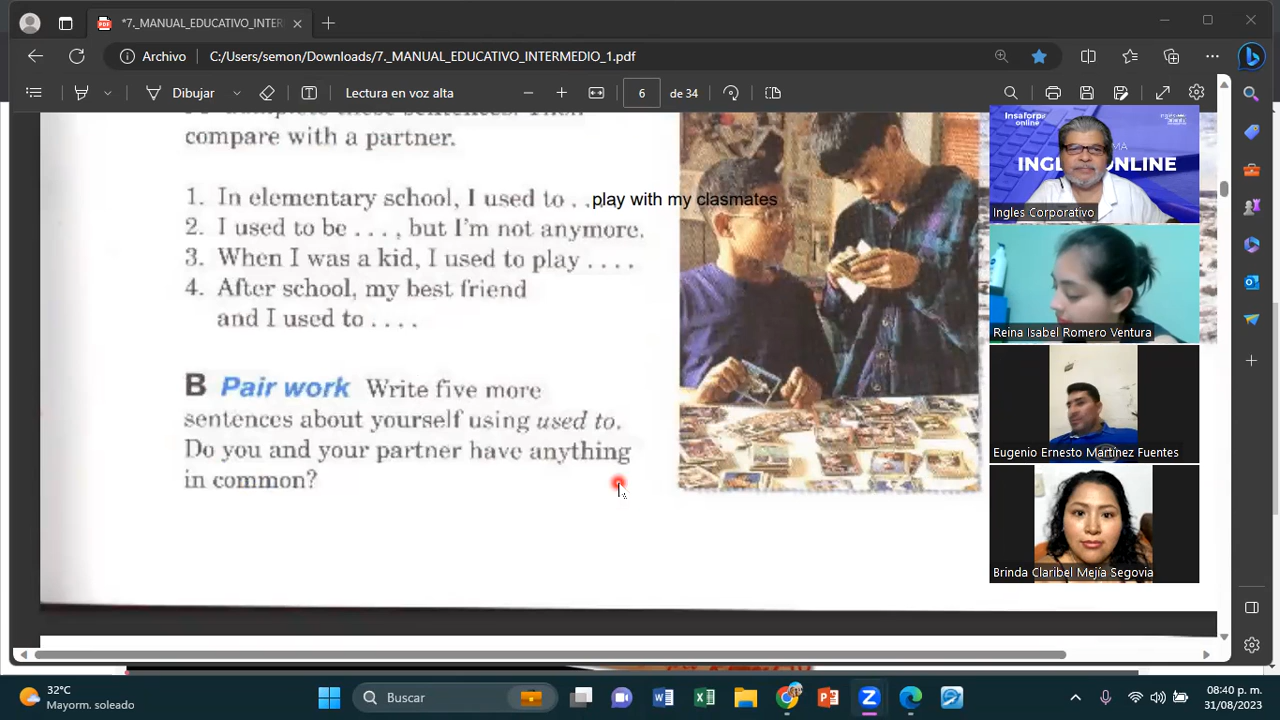 *7._MANUAL_EDUCATIVO_INTERI
Archivo C:/Users/semon/Downloads/7._MANUAL_EDUCATIVO_INTERMEDIO_1.pdf
Dibujar Lectura en voz alta 6 de 34
compare with a partner.
1. In elementary school, I used to . . . play with my clasmates
2. I used to be . . . . , but I'm not anymore.
3. When I was a kid, I used to play . . . .
4. After school, my best friend
and I used to . . . .
B Pair work Write five more
sentences about yourself using used to.
Do you and your partner have anything
in common?
Insaforp
online
INGL ONLINE
Ingles Corporativo
Reina Isabel Romero Ventura
Eugenio Ernesto Martínez Fuentes
Brinda Claribel Mejía Segovia
32°C
Mayorm. soleado
Buscar
08:40 p. m.
31/08/2023